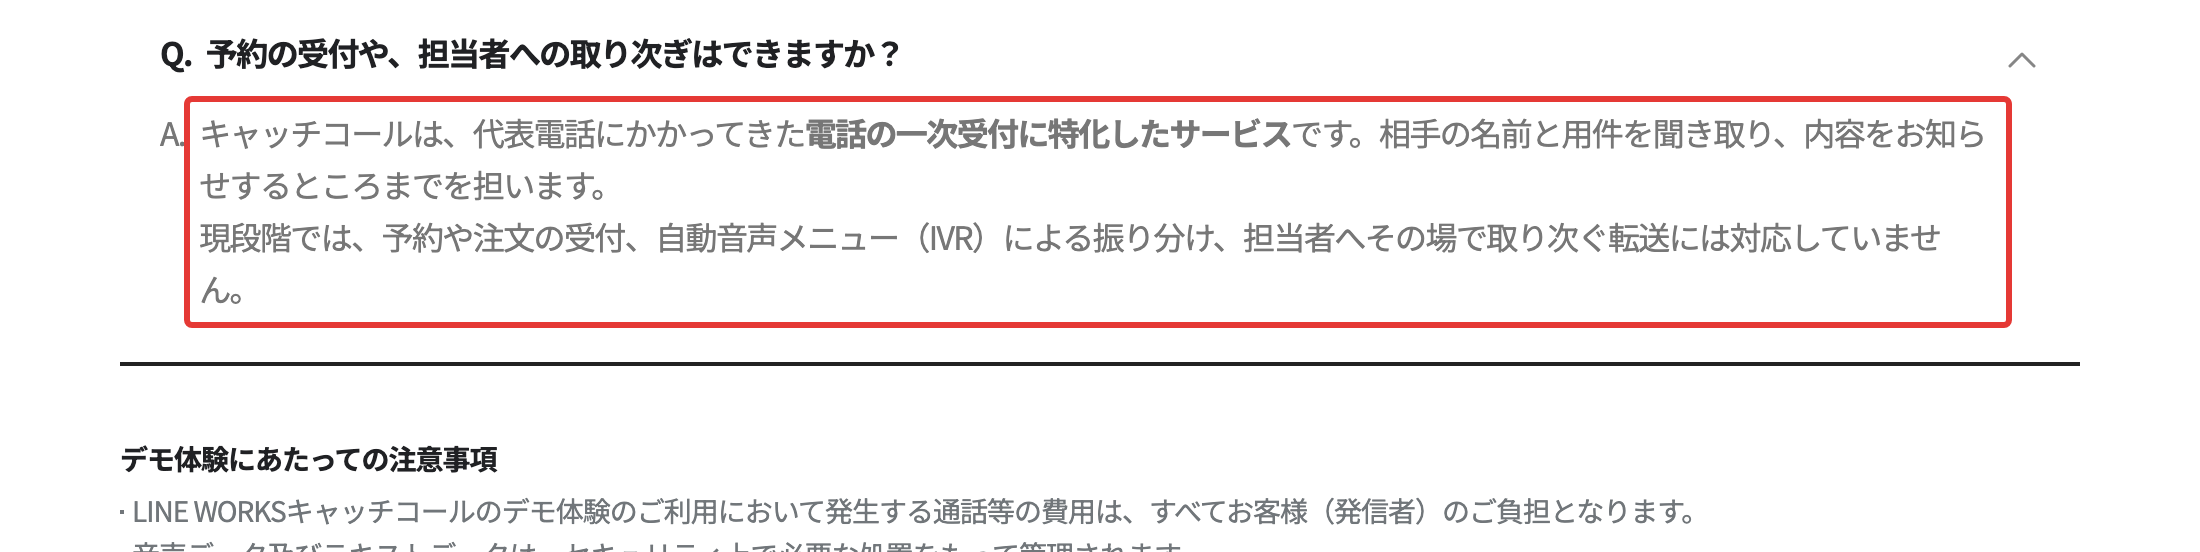 Q. 予約の受付や、担当者への取り次ぎはできますか？
A. キャッチコールは、代表電話にかかってきた電話の一次受付に特化したサービスです。相手の名前と用件を聞き取り、内容をお知ら
せするところまでを担います。
現段階では、予約や注文の受付、自動音声メニュー（IVR）による振り分け、担当者へその場で取り次ぐ転送には対応していませ
ん。
デモ体験にあたっての注意事項
· LINE WORKSキャッチコールのデモ体験のご利用において発生する通話等の費用は、すべてお客様（発信者）のご負担となります。